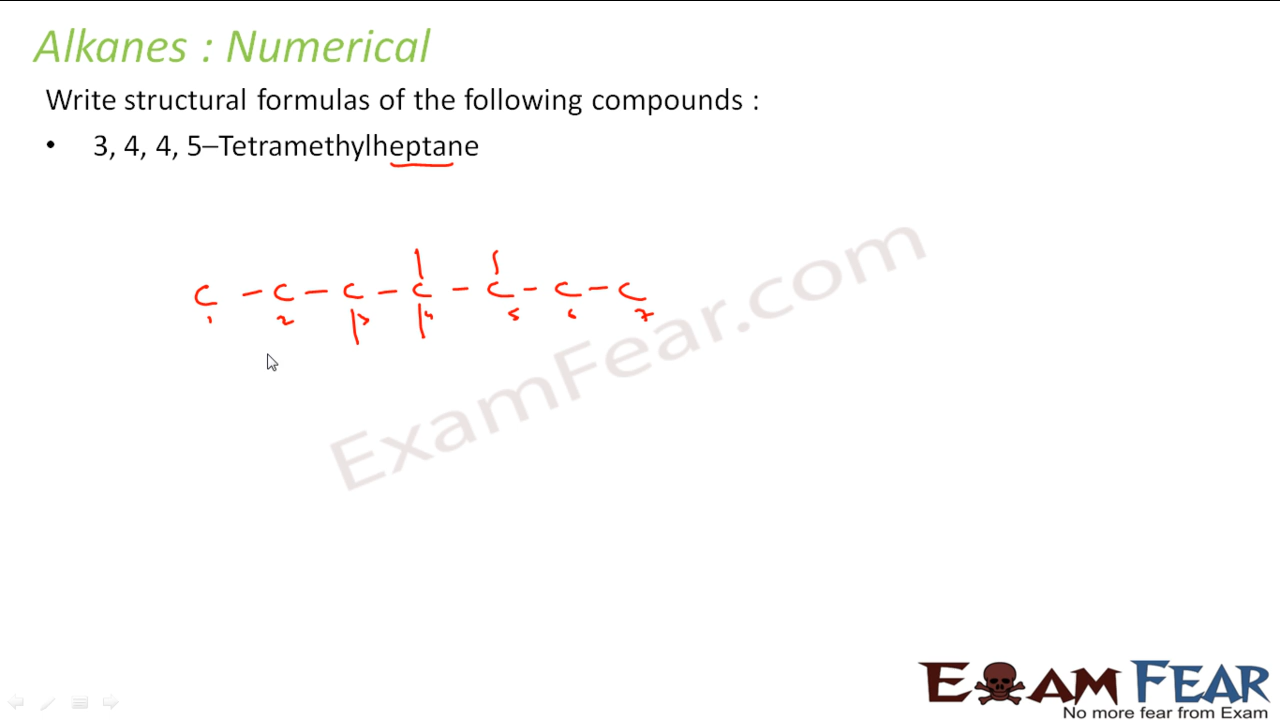 Alkanes : Numerical
Write structural formulas of the following compounds :
• 3, 4, 4, 5–Tetramethylheptane
C – C – C – C – C – C – C
1 2 3 4 5 6 7
ExamFear.com
EXAM FEAR
No more fear from Exam